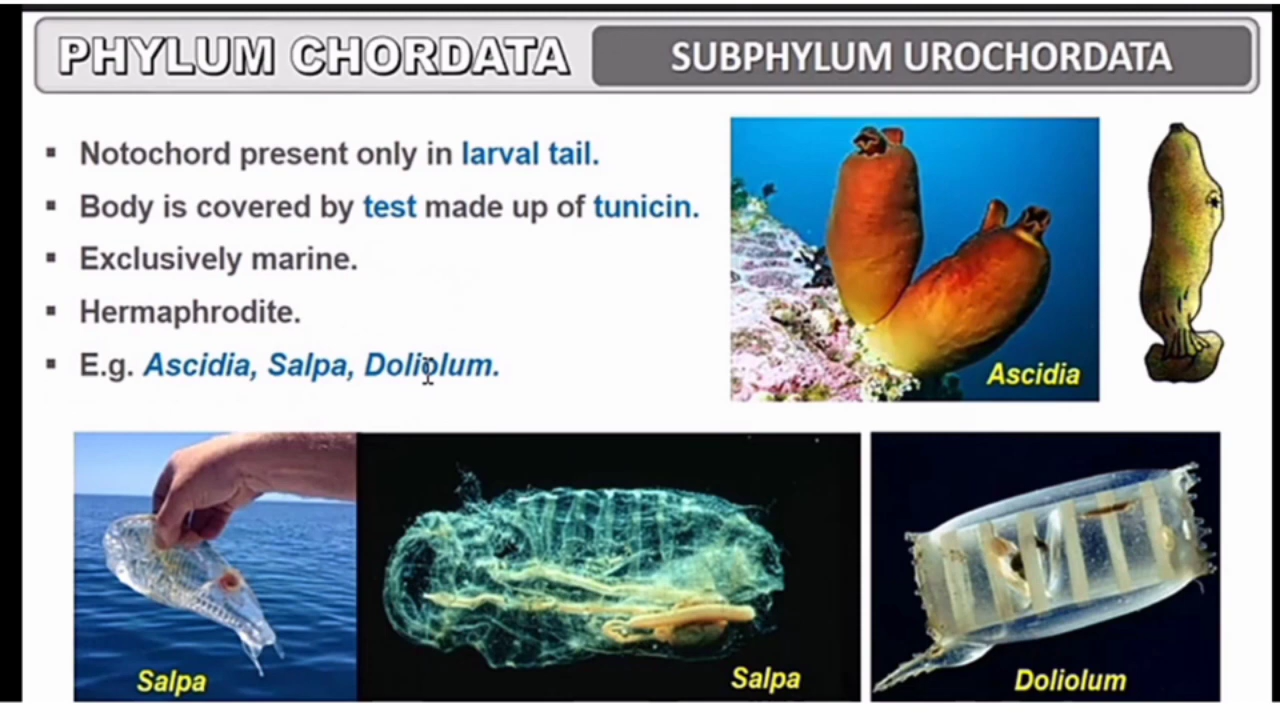 PHYLUM CHORDATA
SUBPHYLUM UROCHORDATA
▪ Notochord present only in larval tail.
▪ Body is covered by test made up of tunicin.
▪ Exclusively marine.
▪ Hermaphrodite.
▪ E.g. Ascidia, Salpa, Doliolum.
Ascidia
Salpa
Salpa
Doliolum